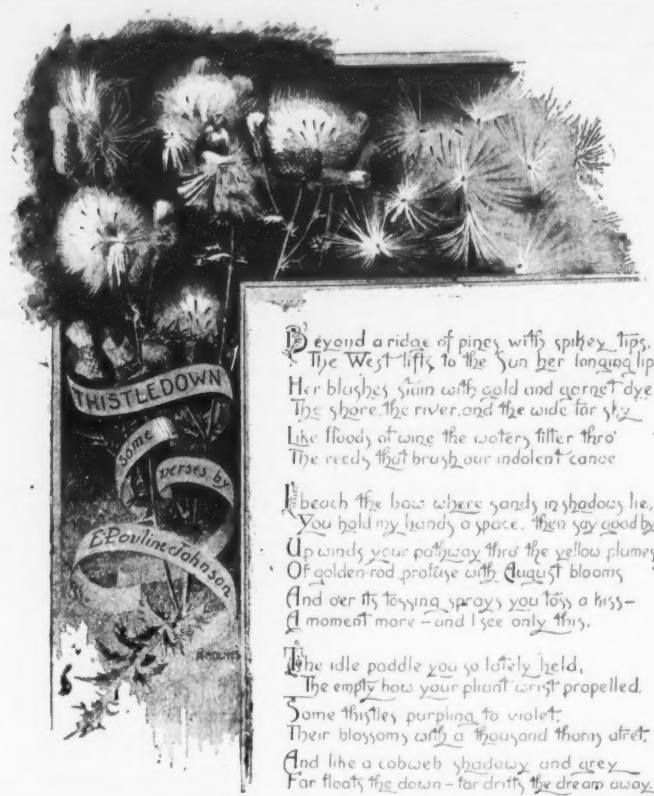 THISTLEDOWN
some
verses by
E. Pauline Johnson
Beyond a ridge of pines with spikey tips,
The West lifts to the Sun her longing lip
Her blushes stain with gold and garnet dye
The shore, the river, and the wide far sky
Like floods of wine the waters filter thro'
The reeds that brush our indolent canoe
I beach the bow where sands in shadows lie,
You hold my hands a space, then say good by
Up winds your pathway thro' the yellow plumes
Of golden-rod profuse with August blooms
And o'er its tossing sprays you toss a kiss—
A moment more – and I see only this,
The idle paddle you so lately held,
The empty bow your pliant wrist propelled,
Some thistles purpling to violet,
Their blossoms with a thousand thorns afret,
And like a cobweb shadowy and grey
Far floats the down – far drifts the dream away.